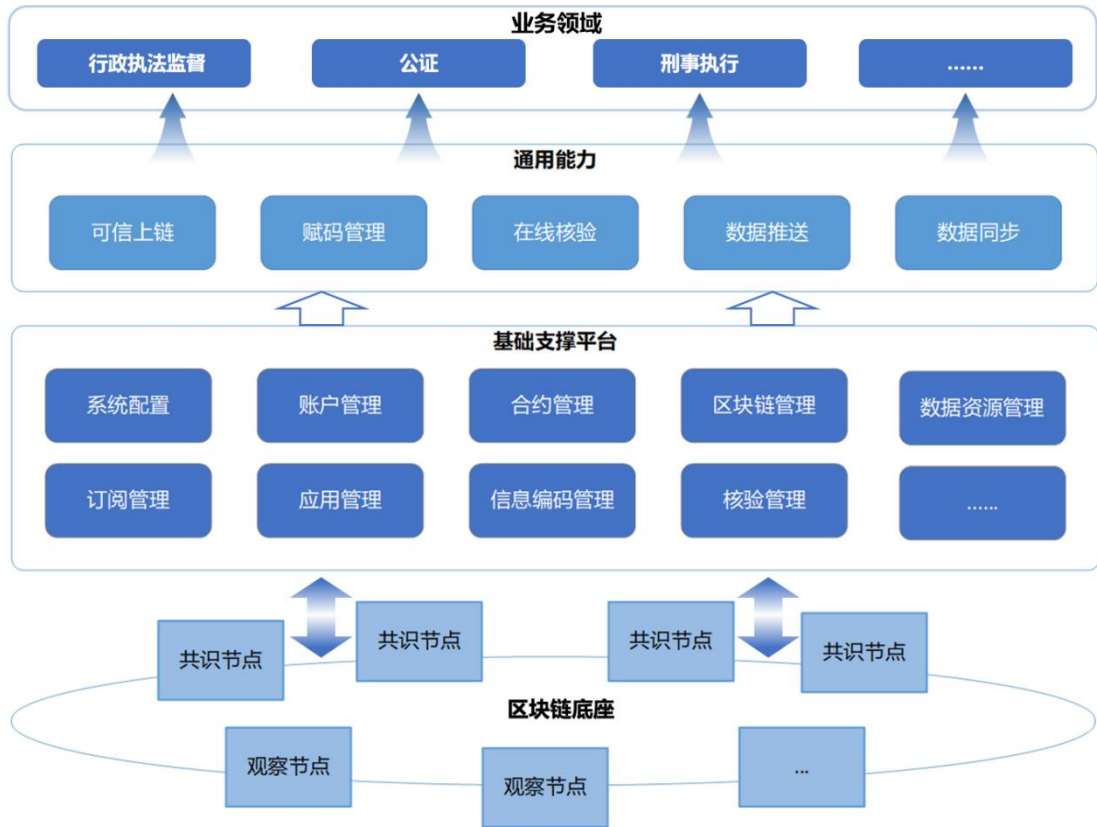 业务领域
行政执法监督 公证 刑事执行 ......
通用能力
可信上链 赋码管理 在线核验 数据推送 数据同步
基础支撑平台
系统配置 账户管理 合约管理 区块链管理 数据资源管理
订阅管理 应用管理 信息编码管理 核验管理 ......
共识节点 共识节点 共识节点 共识节点
区块链底座
观察节点 观察节点 ...